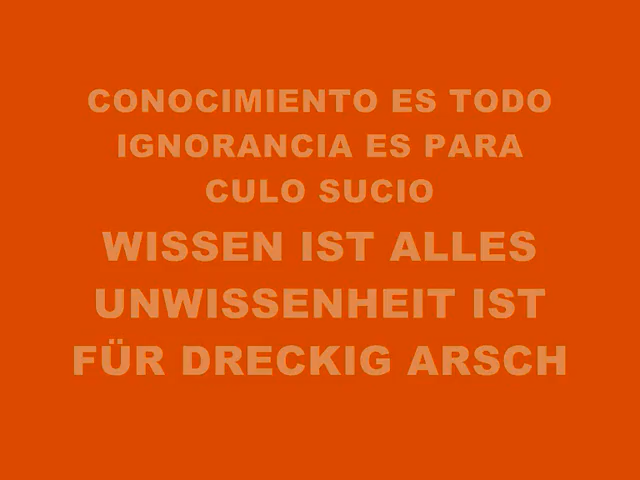 CONOCIMIENTO ES TODO
IGNORANCIA ES PARA
CULO SUCIO
WISSEN IST ALLES
UNWISSENHEIT IST
FÜR DRECKIG ARSCH